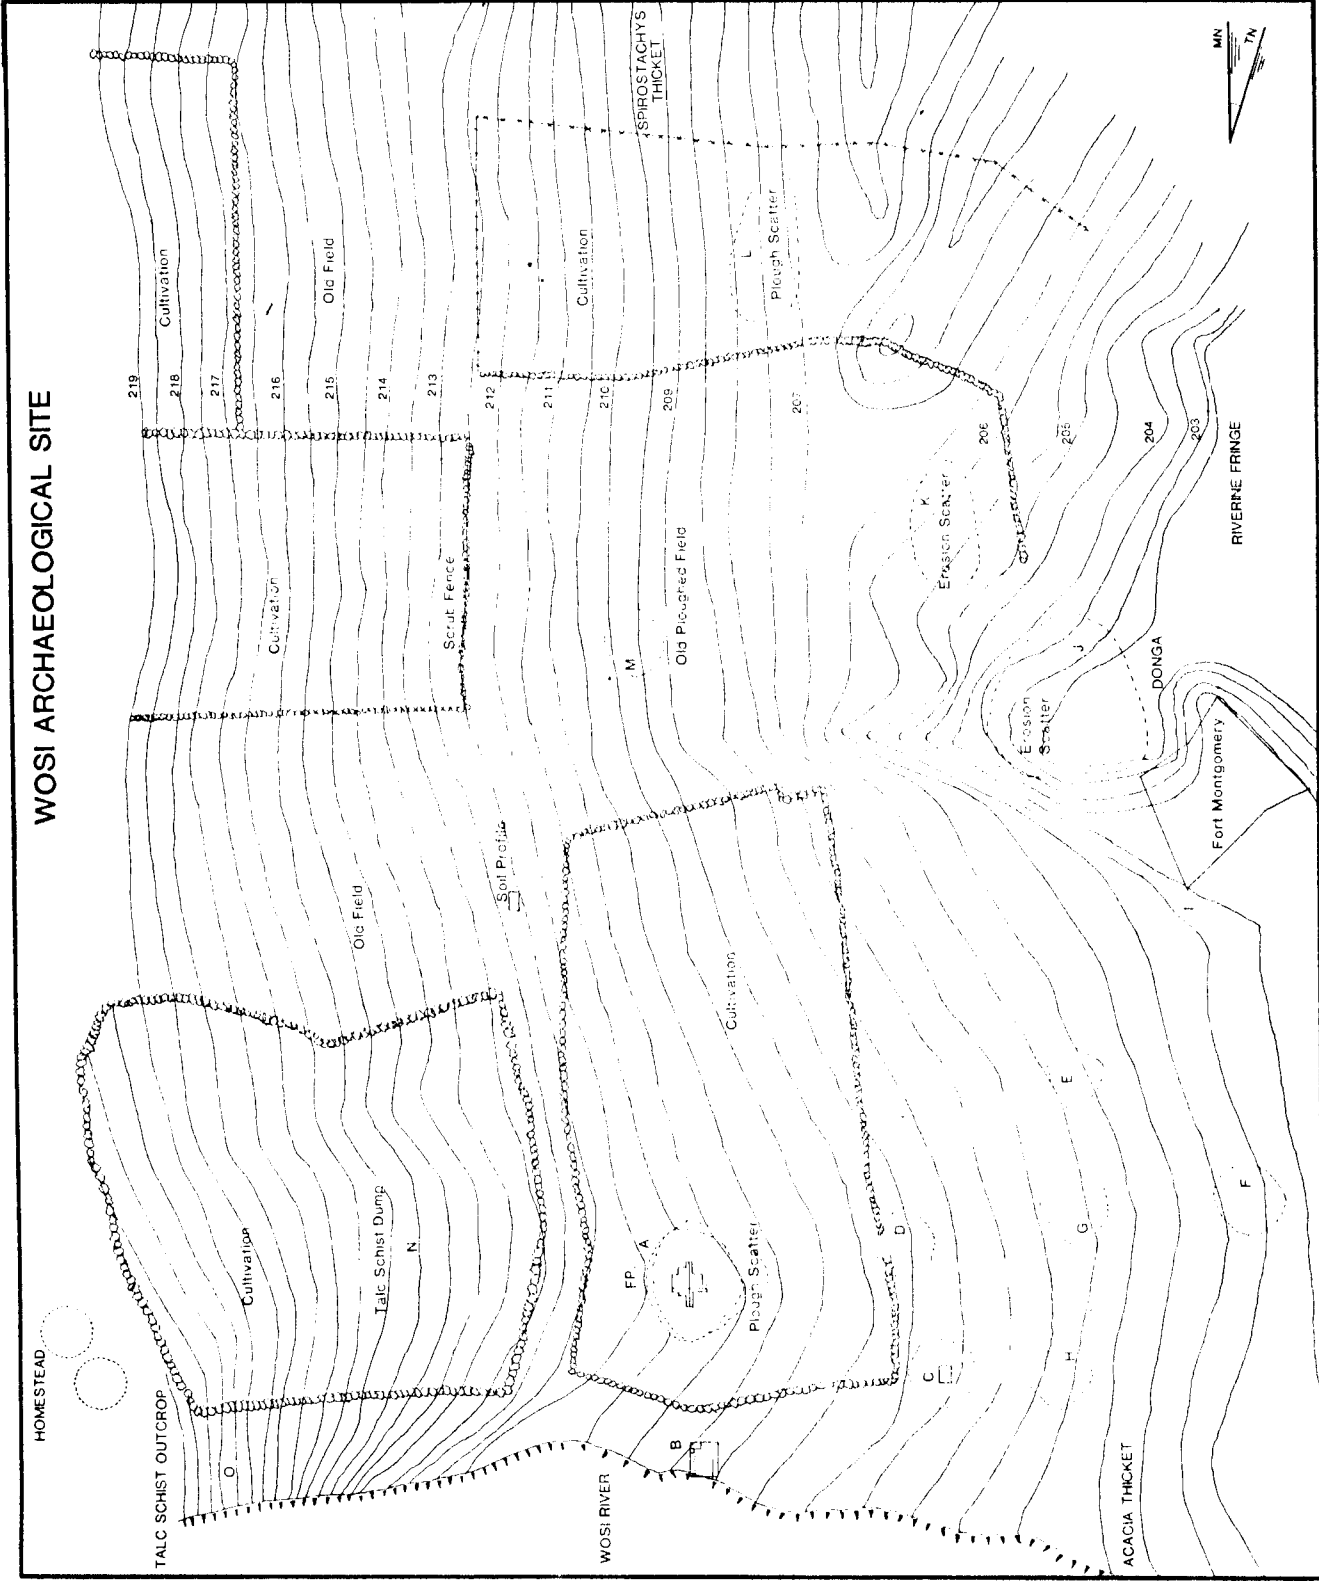 WOSI ARCHAEOLOGICAL SITE
HOMESTEAD
TALC SCHIST OUTCROP
O
Cultivation
Talc Schist Dump
N
Old Field
Soil Profile
Cultivation
Scrub Fence
219
218
217
216
215
214
213
212
211
210
209
207
206
205
204
203
Cultivation
Old Field
Cultivation
L
Plough Scatter
SPIROSTACHYS
THICKET
MN
TN
M
Old Ploughed Field
K
Erosion Scatter
J
Erosion
Scatter
DONGA
RIVERINE FRINGE
Fort Montgomery
I
Cultivation
FP
A
Plough Scatter
WOSI RIVER
B
C
D
E
F
G
H
ACACIA THICKET